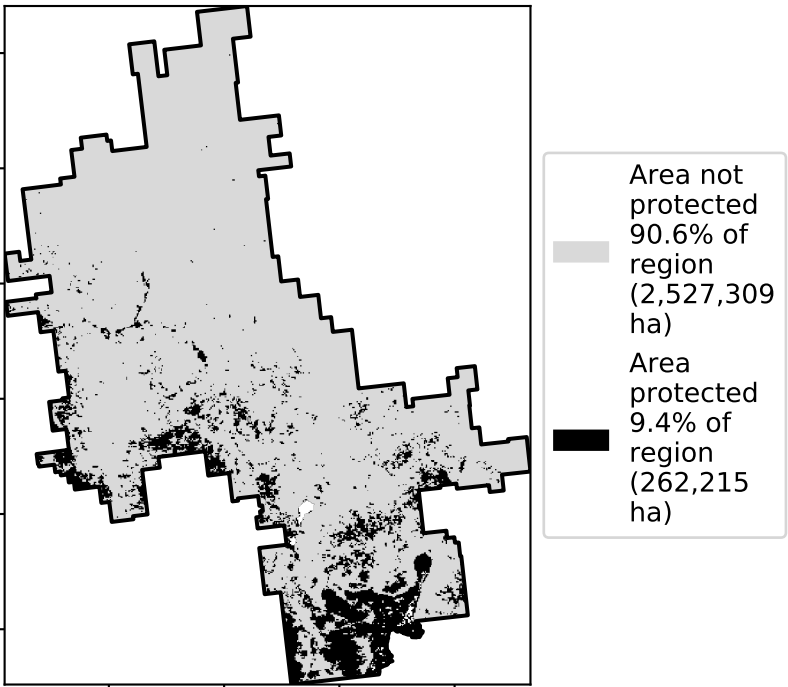 Area not
protected
90.6% of
region
(2,527,309
ha)
Area
protected
9.4% of
region
(262,215
ha)